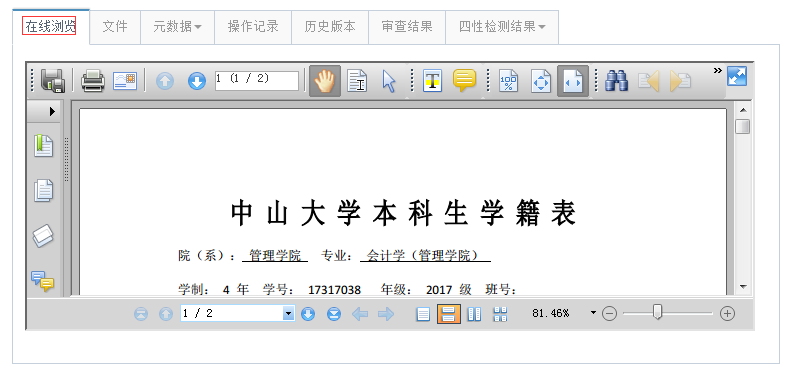 在线浏览 文件 元数据 操作记录 历史版本 审查结果 四性检测结果
1 (1 / 2) T 100 % »
中山大学本科生学籍表
院（系）： 管理学院 专业： 会计学（管理学院）
学制： 4 年 学号： 17317038 年级： 2017 级 班号：
1 / 2 81.46%